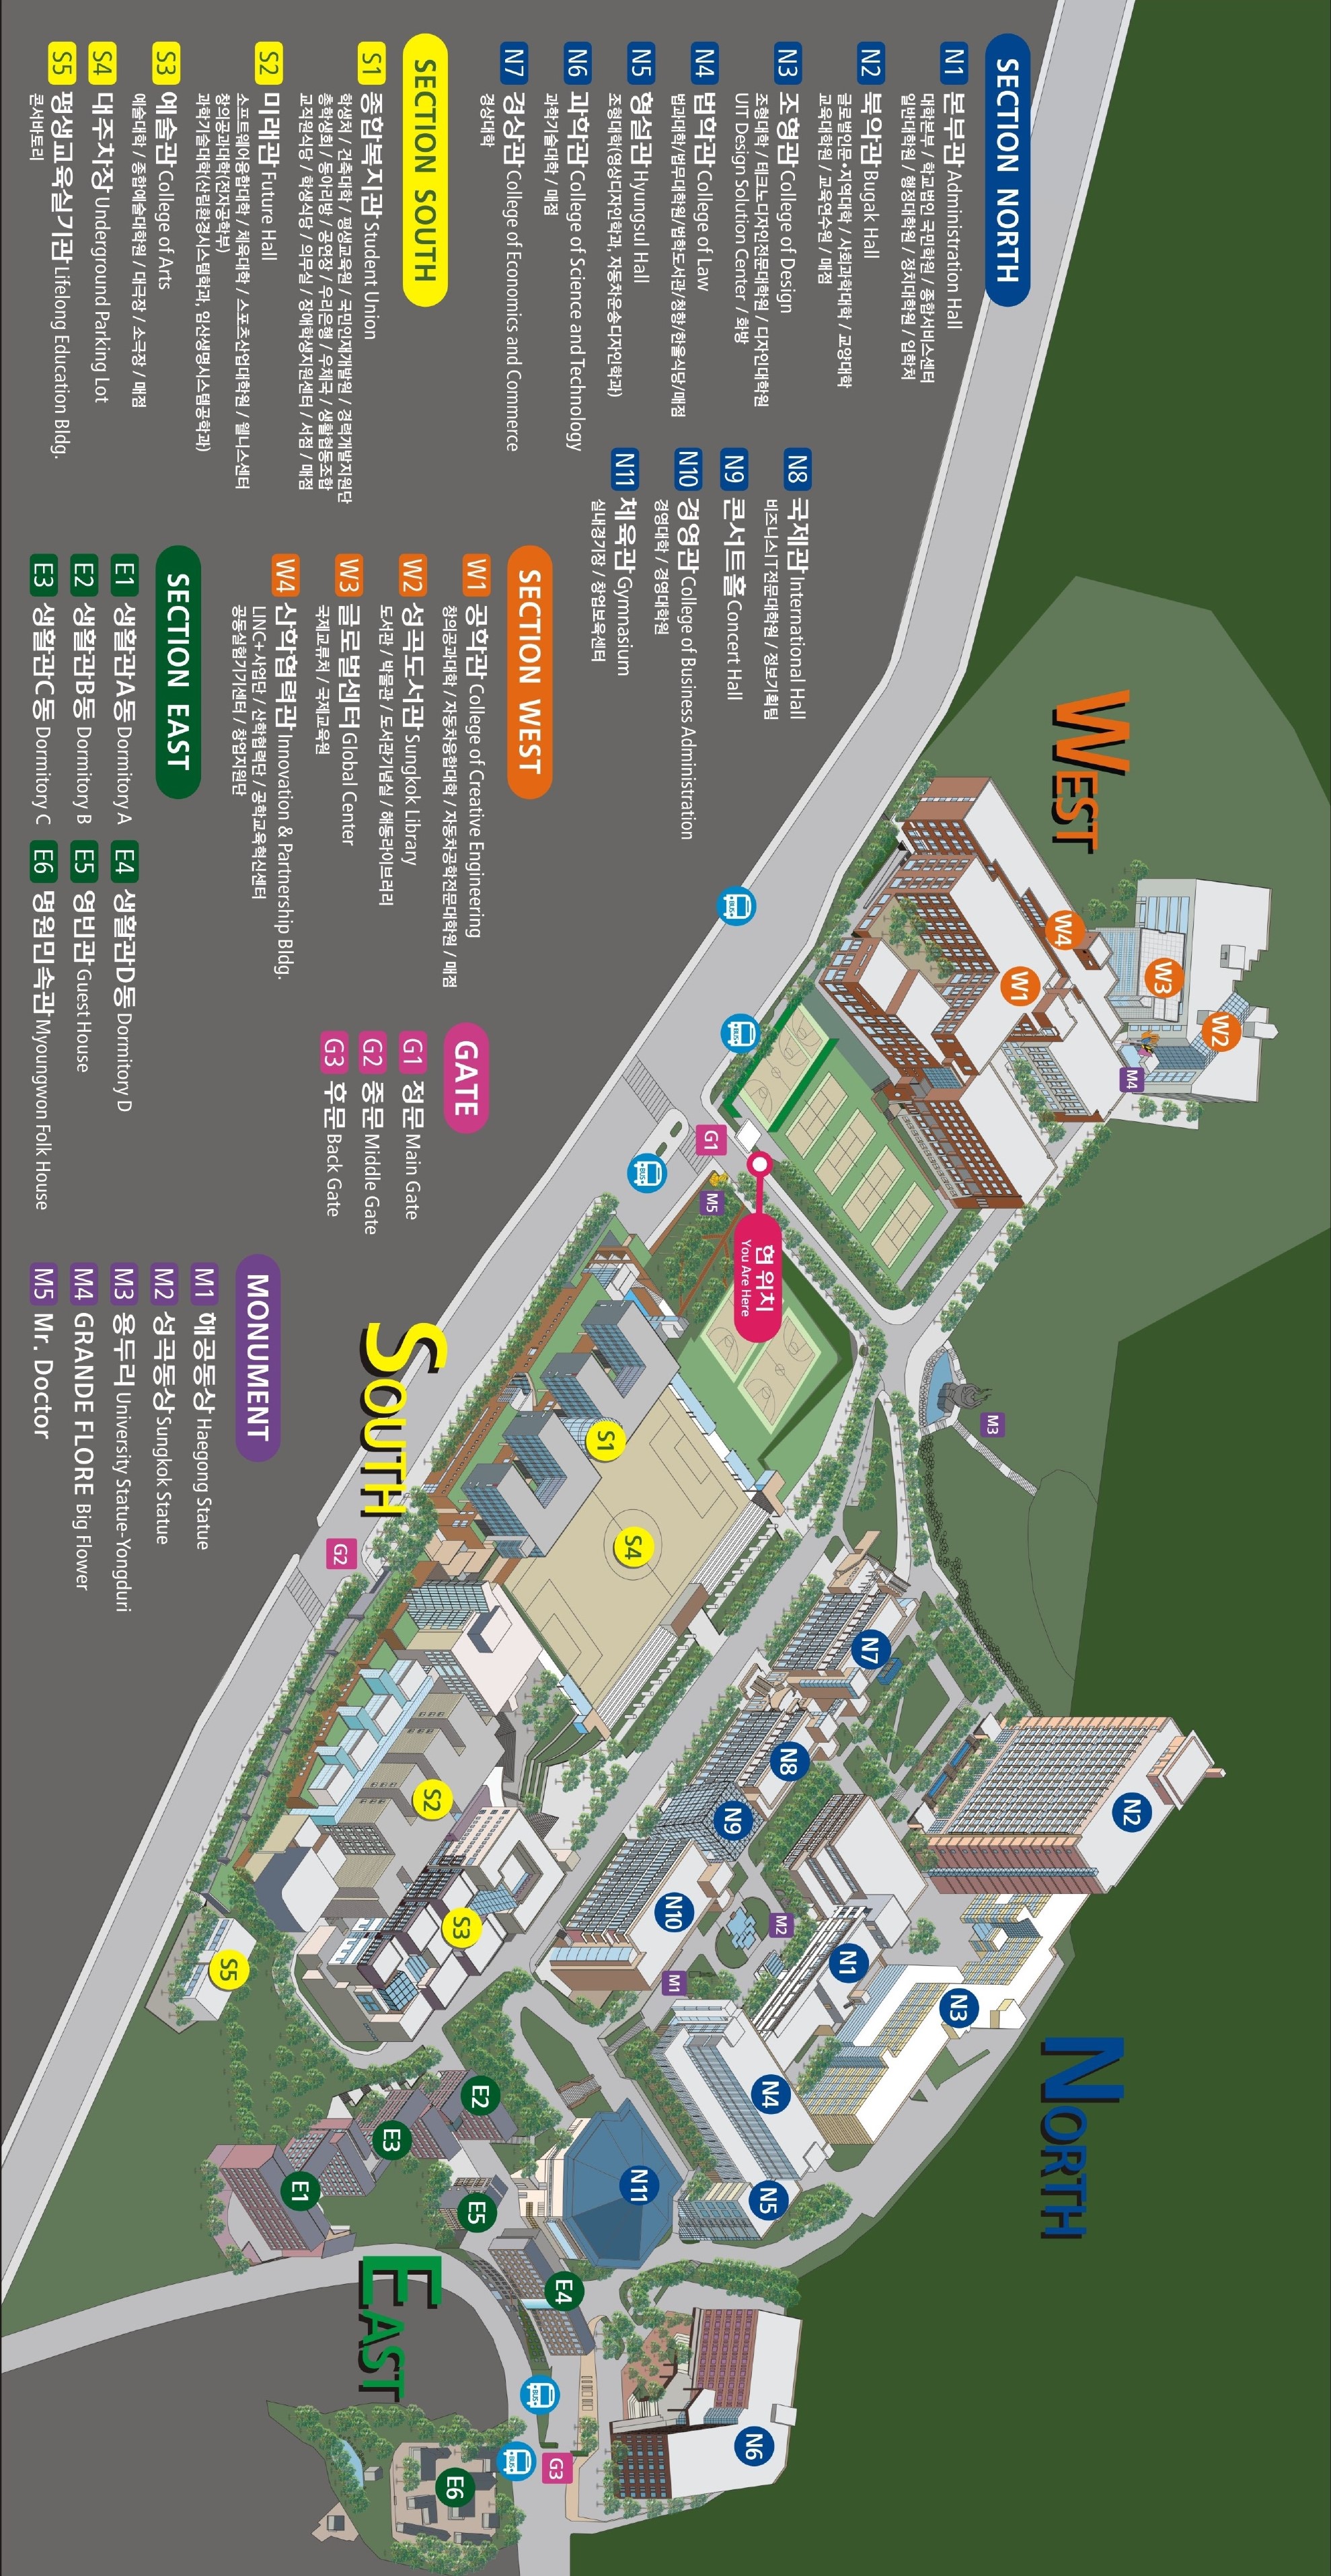 SECTION NORTH
N1 본부관 Administration Hall
대학본부 / 학교법인 국민학원 / 종합서비스센터
일반대학원 / 행정대학원 / 정치대학원 / 입학처
N2 북악관 Bugak Hall
글로벌인문•지역대학 / 사회과학대학 / 교양대학
교육대학원 / 교육연수원 / 매점
N3 조형관 College of Design
조형대학 / 테크노디자인전문대학원 / 디자인대학원
UIT Design Solution Center / 화방
N4 법학관 College of Law
법과대학/법무대학원/법학도서관/청향/한울식당/매점
N5 형설관 Hyungsul Hall
조형대학(영상디자인학과, 자동차운송디자인학과)
N6 과학관 College of Science and Technology
과학기술대학 / 매점
N7 경상관 College of Economics and Commerce
경상대학
N8 국제관 International Hall
비즈니스IT전문대학원 / 정보기획팀
N9 콘서트홀 Concert Hall
N10 경영관 College of Business Administration
경영대학 / 경영대학원
N11 체육관 Gymnasium
실내경기장 / 창업보육센터
SECTION SOUTH
S1 종합복지관 Student Union
학생처 / 건축대학 / 평생교육원 / 국민인재개발원 / 경력개발지원단
총학생회 / 동아리방 / 공연장 / 우리은행 / 우체국 / 생활협동조합
교직원식당 / 학생식당 / 의무실 / 장애학생지원센터 / 서점 / 매점
S2 미래관 Future Hall
소프트웨어융합대학 / 체육대학 / 스포츠산업대학원 / 웰니스센터
창의공과대학(전자공학부)
과학기술대학(산림환경시스템학과, 임산생명시스템공학과)
S3 예술관 College of Arts
예술대학 / 종합예술대학원 / 대극장 / 소극장 / 매점
S4 대주차장 Underground Parking Lot
S5 평생교육실기관 Lifelong Education Bldg.
콘서바토리
SECTION WEST
W1 공학관 College of Creative Engineering
창의공과대학 / 자동차융합대학 / 자동차공학전문대학원 / 매점
W2 성곡도서관 Sungkok Library
도서관 / 박물관 / 도서관기념실 / 해동라이브러리
W3 글로벌센터 Global Center
국제교류처 / 국제교육원
W4 산학협력관 Innovation & Partnership Bldg.
LINC+사업단 / 산학협력단 / 공학교육혁신센터
공동실험기기센터 / 창업지원단
SECTION EAST
E1 생활관A동 Dormitory A
E2 생활관B동 Dormitory B
E3 생활관C동 Dormitory C
E4 생활관D동 Dormitory D
E5 영빈관 Guest House
E6 명원민속관 Myoungwon Folk House
GATE
G1 정문 Main Gate
G2 중문 Middle Gate
G3 후문 Back Gate
MONUMENT
M1 해공동상 Haegong Statue
M2 성곡동상 Sungkok Statue
M3 용두리 University Statue-Yongduri
M4 GRANDE FLORE Big Flower
M5 Mr. Doctor
WEST
W4
W3
W2
W1
M4
BUS
BUS
G1
BUS
M5
현 위치
You Are Here
M3
SOUTH
S1
S4
G2
S2
S3
S5
NORTH
N7
N8
N9
N2
N10
M2
M1
N1
N3
N4
N5
N11
N6
EAST
E2
E3
E1
E5
E4
BUS
BUS
G3
E6